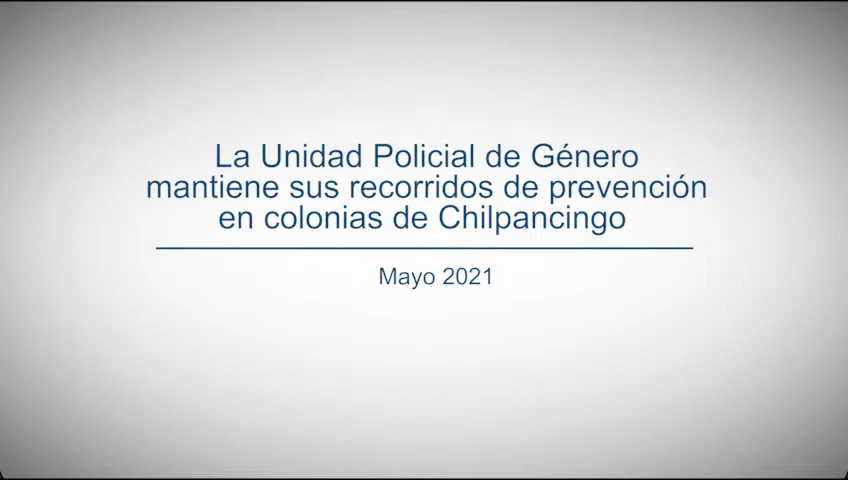 La Unidad Policial de Género
mantiene sus recorridos de prevención
en colonias de Chilpancingo
Mayo 2021